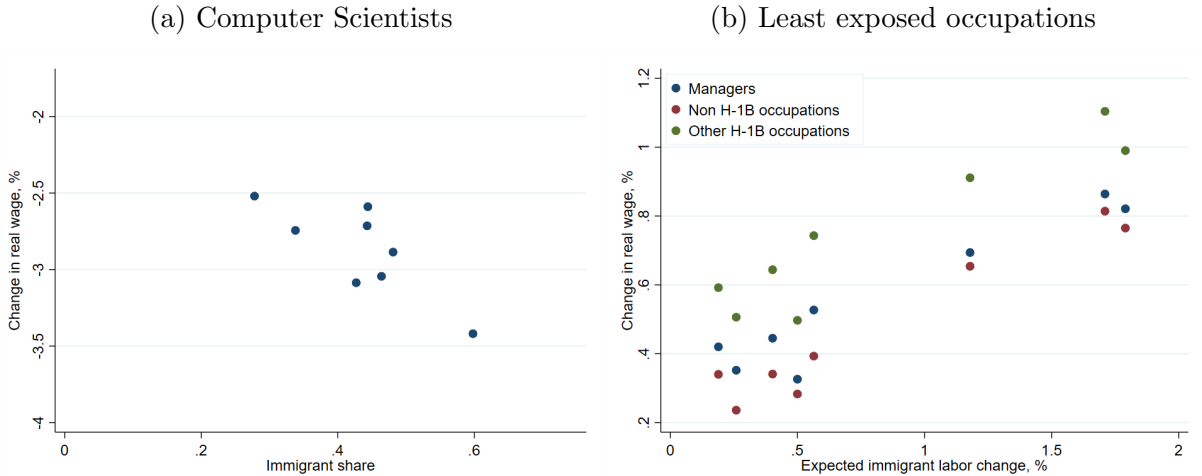 (a) Computer Scientists
(b) Least exposed occupations
Change in real wage, %
-2
-2.5
-3
-3.5
-4
0
.2
.4
.6
Immigrant share
Change in real wage, %
1.2
1
.8
.6
.4
.2
Managers
Non H-1B occupations
Other H-1B occupations
0
.5
1
1.5
2
Expected immigrant labor change, %